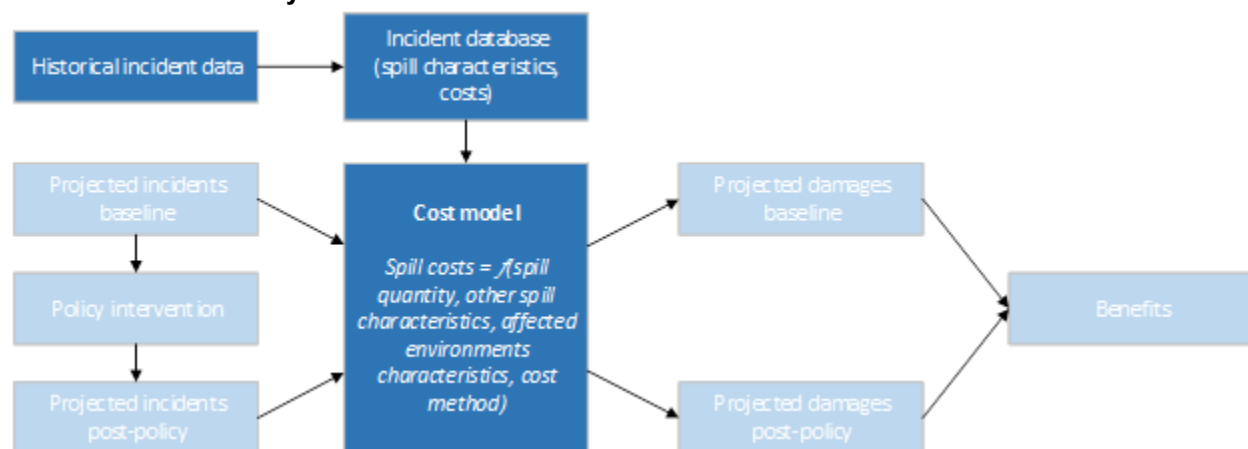 Historical incident data
Incident database
(spill characteristics,
costs)
Projected incidents
baseline
Cost model
Spill costs = f(spill
quantity, other spill
characteristics, affected
environments
characteristics, cost
method)
Projected damages
baseline
Policy intervention
Benefits
Projected incidents
post-policy
Projected damages
post-policy